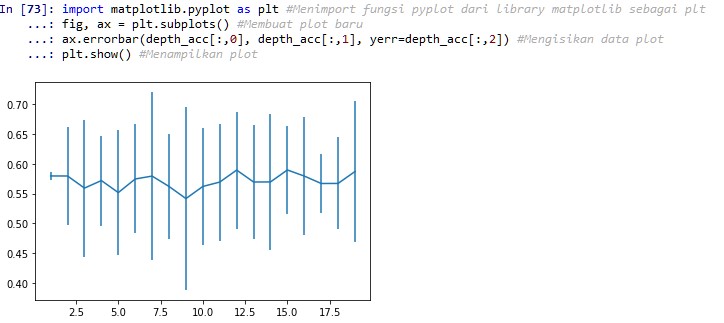 In [73]: import matplotlib.pyplot as plt #Menimport fungsi pyplot dari library matplotlib sebagai plt
...: fig, ax = plt.subplots() #Membuat plot baru
...: ax.errorbar(depth_acc[:,0], depth_acc[:,1], yerr=depth_acc[:,2]) #Mengisikan data plot
...: plt.show() #Menampilkan plot
0.70
0.65
0.60
0.55
0.50
0.45
0.40
2.5 5.0 7.5 10.0 12.5 15.0 17.5